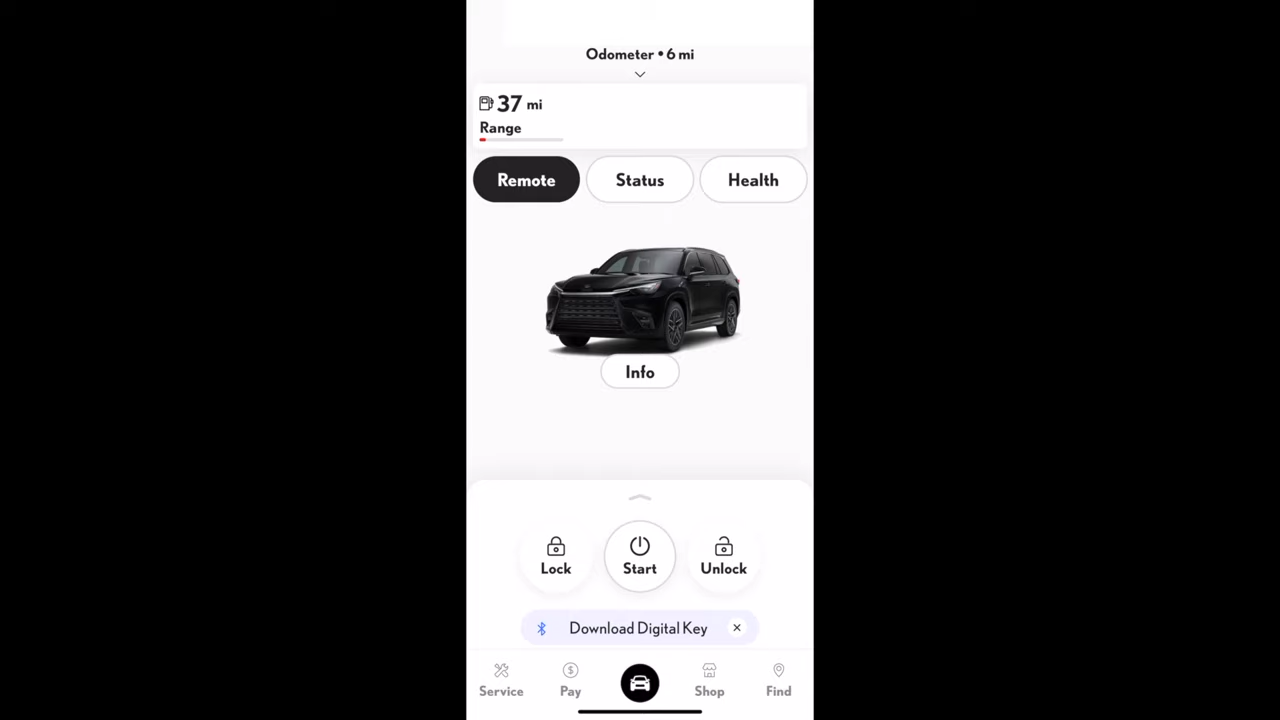 Odometer • 6 mi
37 mi
Range
Remote Status Health
Info
Lock Start Unlock
Download Digital Key
Service Pay Shop Find